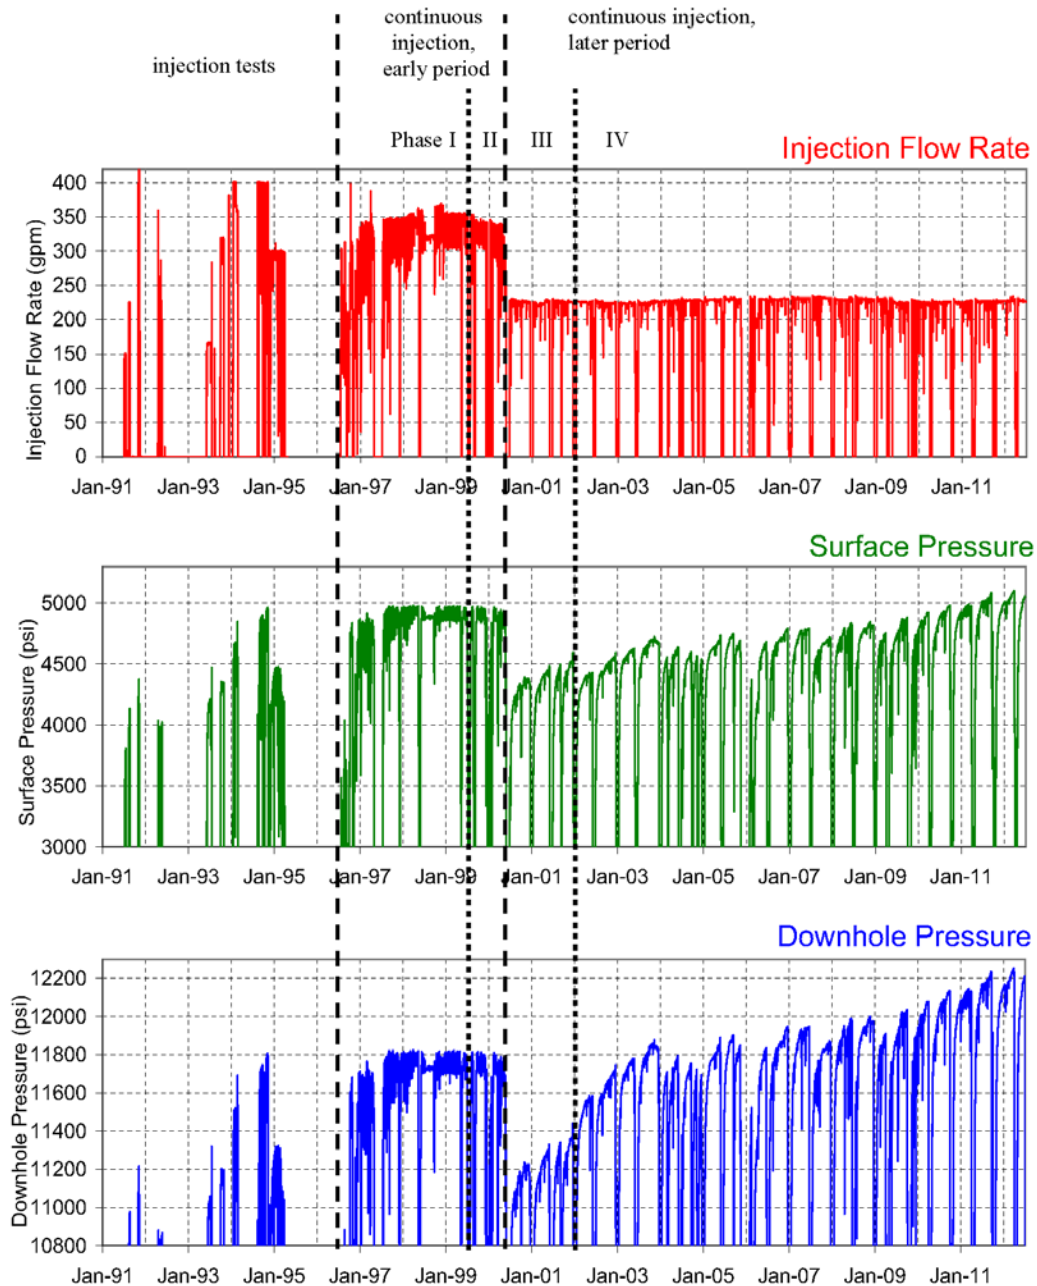 continuous
injection,
early period
continuous injection,
later period
injection tests
Phase I
II
III
IV
Injection Flow Rate
Injection Flow Rate (gpm)
400
350
300
250
200
150
100
50
0
Jan-91 Jan-93 Jan-95 Jan-97 Jan-99 Jan-01 Jan-03 Jan-05 Jan-07 Jan-09 Jan-11
Surface Pressure
Surface Pressure (psi)
5000
4500
4000
3500
3000
Jan-91 Jan-93 Jan-95 Jan-97 Jan-99 Jan-01 Jan-03 Jan-05 Jan-07 Jan-09 Jan-11
Downhole Pressure
Downhole Pressure (psi)
12200
12000
11800
11600
11400
11200
11000
10800
Jan-91 Jan-93 Jan-95 Jan-97 Jan-99 Jan-01 Jan-03 Jan-05 Jan-07 Jan-09 Jan-11